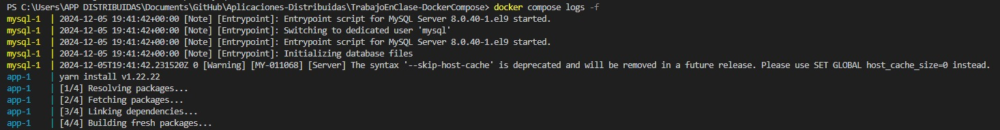 PS C:\Users\APP DISTRIBUIDAS\Documents\GitHub\Aplicaciones-Distribuidas\TrabajoEnClase-DockerCompose> docker compose logs -f
mysql-1  | 2024-12-05 19:41:42+00:00 [Note] [Entrypoint]: Entrypoint script for MySQL Server 8.0.40-1.el9 started.
mysql-1  | 2024-12-05 19:41:42+00:00 [Note] [Entrypoint]: Switching to dedicated user 'mysql'
mysql-1  | 2024-12-05 19:41:42+00:00 [Note] [Entrypoint]: Entrypoint script for MySQL Server 8.0.40-1.el9 started.
mysql-1  | 2024-12-05 19:41:42+00:00 [Note] [Entrypoint]: Initializing database files
mysql-1  | 2024-12-05T19:41:42.231520Z 0 [Warning] [MY-011068] [Server] The syntax '--skip-host-cache' is deprecated and will be removed in a future release. Please use SET GLOBAL host_cache_size=0 instead.
app-1    | yarn install v1.22.22
app-1    | [1/4] Resolving packages...
app-1    | [2/4] Fetching packages...
app-1    | [3/4] Linking dependencies...
app-1    | [4/4] Building fresh packages...